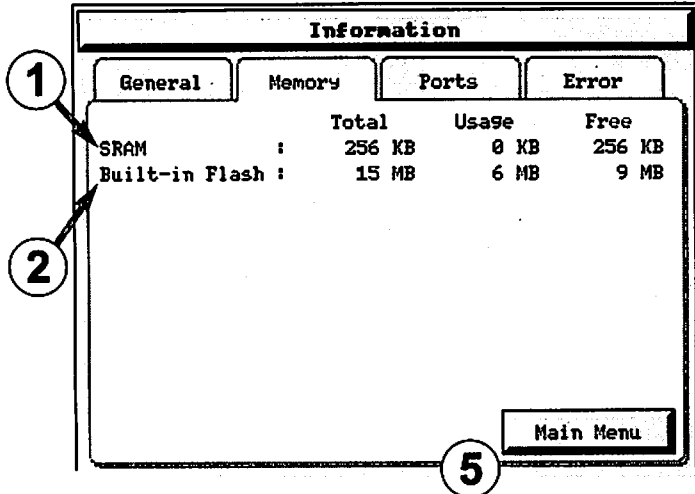 Information
General Memory Ports Error
1
Total Usage Free
SRAM : 256 KB 0 KB 256 KB
Built-in Flash : 15 MB 6 MB 9 MB
2
Main Menu
5